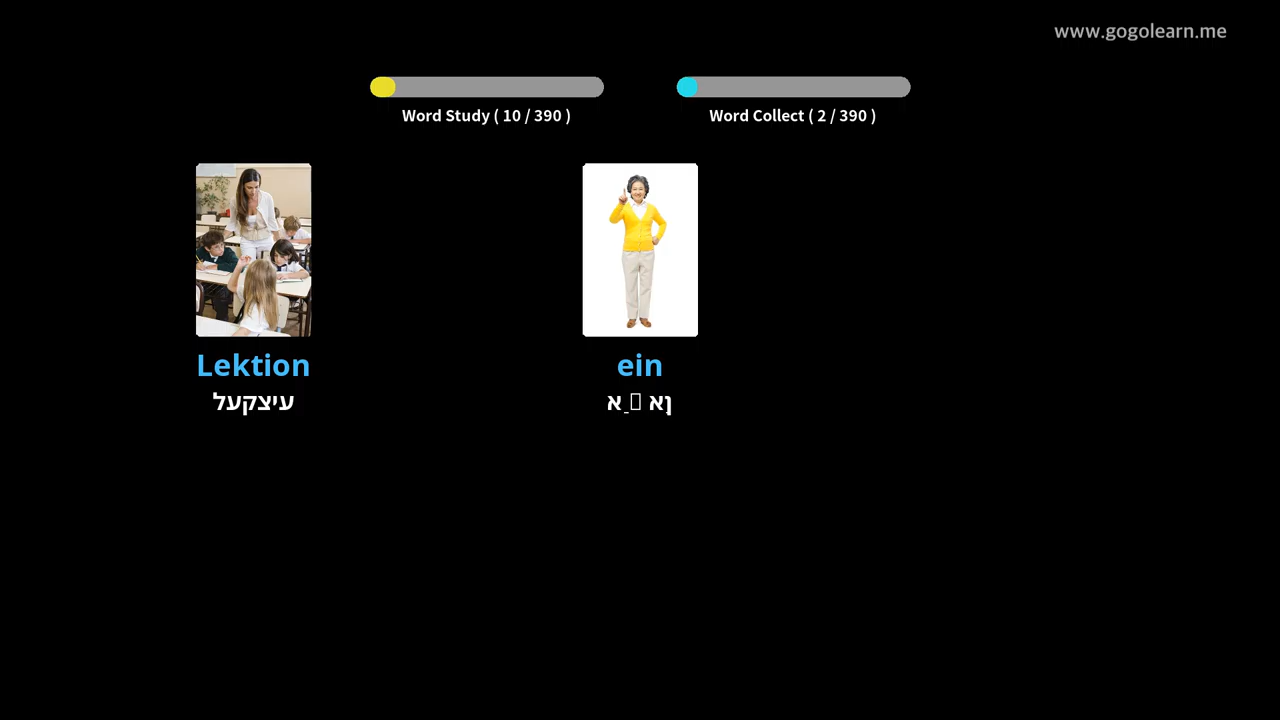 www.gogolearn.me
Word Study ( 10 / 390 )
Word Collect ( 2 / 390 )
Lektion
עיצקעל
ein